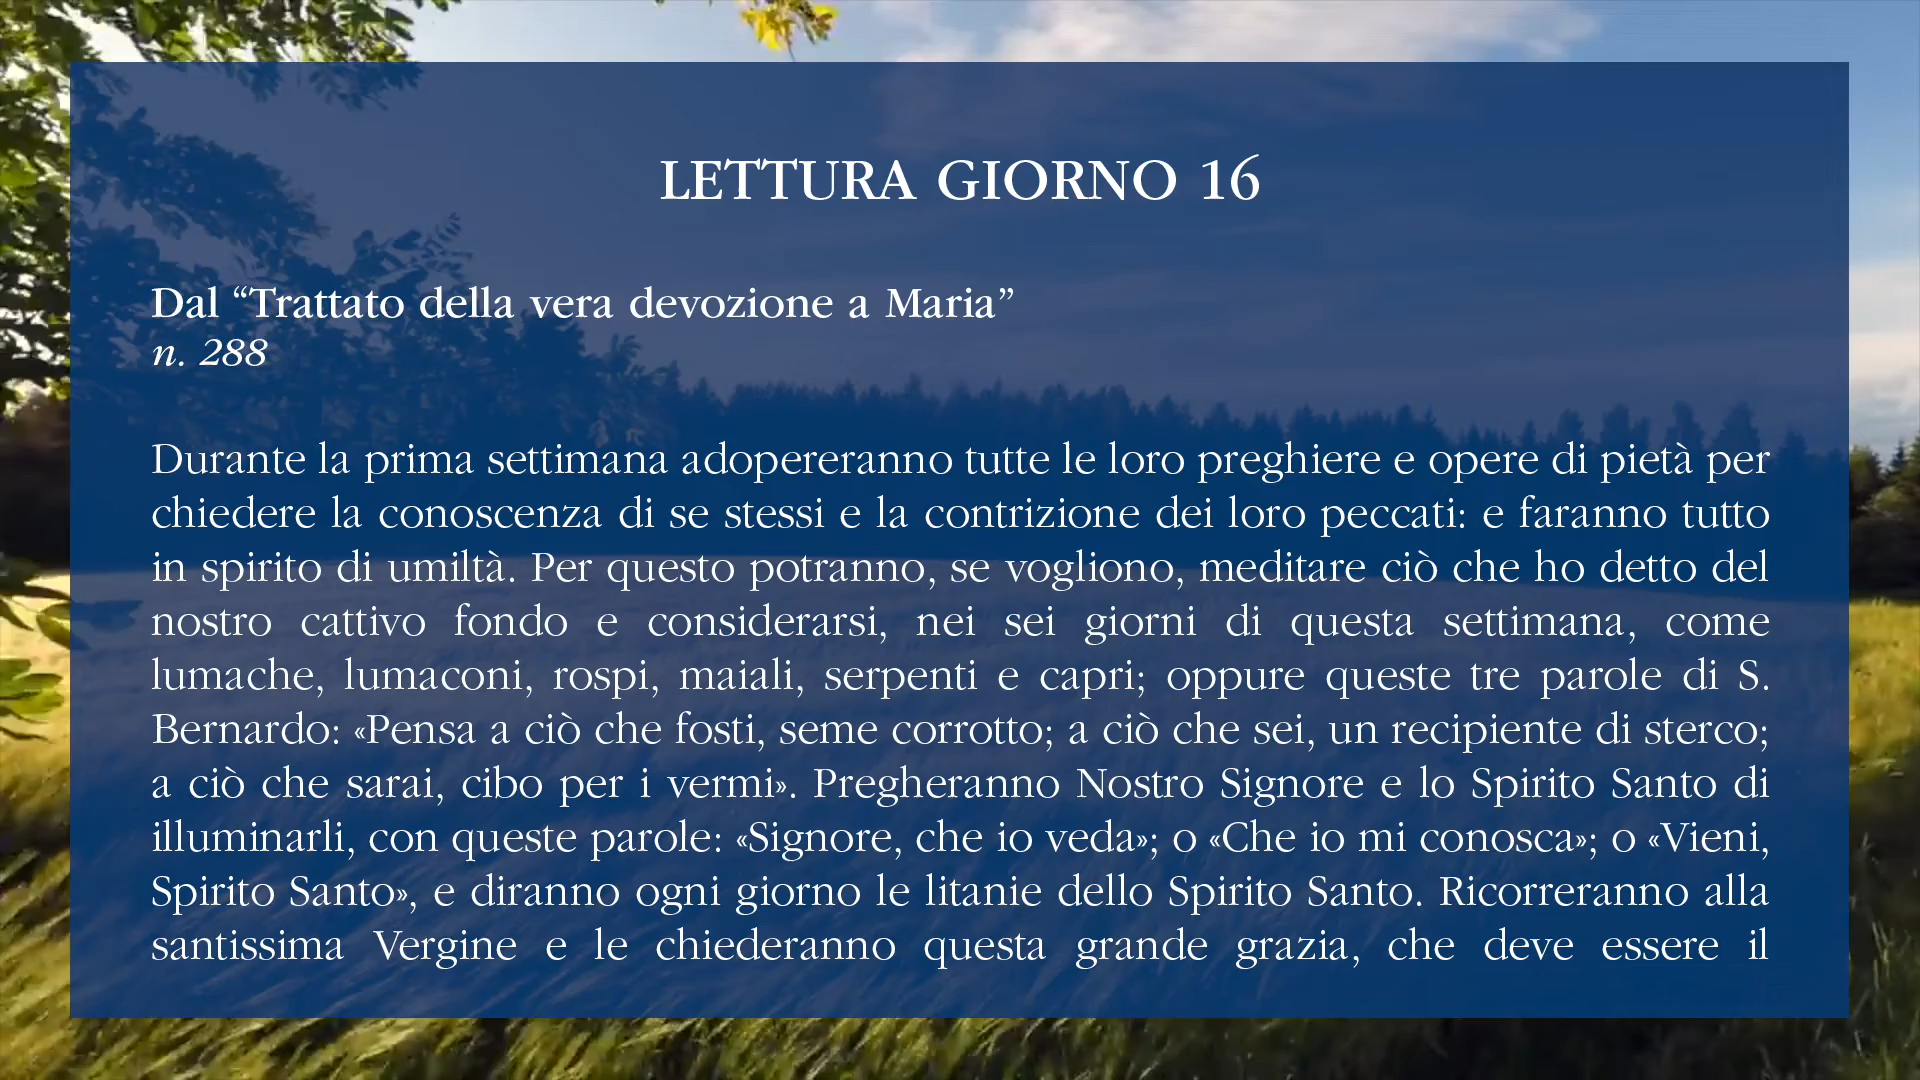 LETTURA GIORNO 16
Dal “Trattato della vera devozione a Maria”
n. 288
Durante la prima settimana adopereranno tutte le loro preghiere e opere di pietà per
chiedere la conoscenza di se stessi e la contrizione dei loro peccati: e faranno tutto
in spirito di umiltà. Per questo potranno, se vogliono, meditare ciò che ho detto del
nostro cattivo fondo e considerarsi, nei sei giorni di questa settimana, come
lumache, lumaconi, rospi, maiali, serpenti e capri; oppure queste tre parole di S.
Bernardo: «Pensa a ciò che fosti, seme corrotto; a ciò che sei, un recipiente di sterco;
a ciò che sarai, cibo per i vermi». Pregheranno Nostro Signore e lo Spirito Santo di
illuminarli, con queste parole: «Signore, che io veda»; o «Che io mi conosca»; o «Vieni,
Spirito Santo», e diranno ogni giorno le litanie dello Spirito Santo. Ricorreranno alla
santissima Vergine e le chiederanno questa grande grazia, che deve essere il